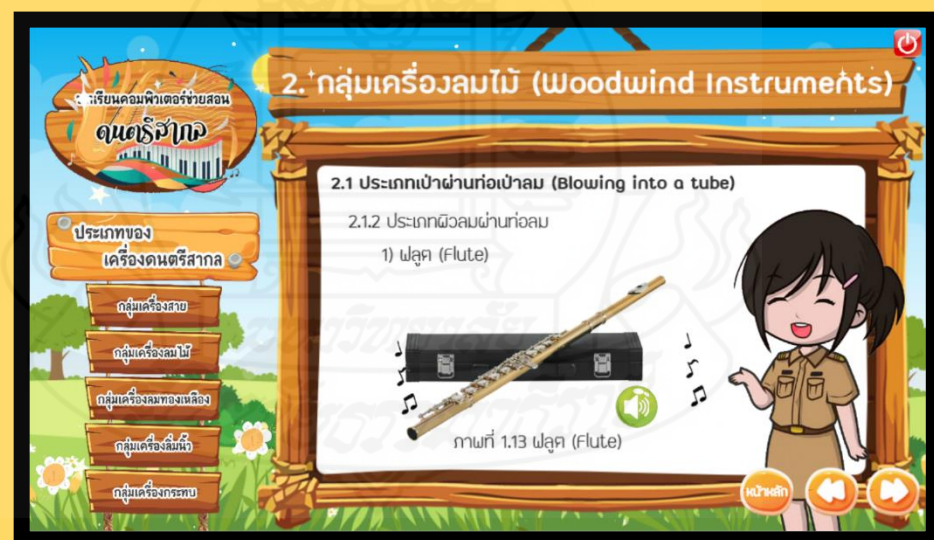 เรียนคอมพิวเตอร์ช่วยสอน
ดนตรีสากล
2. กลุ่มเครื่องลมไม้ (Woodwind Instruments)
2.1 ประเภทเป่าผ่านท่อเป่าลม (Blowing into a tube)
2.1.2 ประเภทผิวลมผ่านท่อลม
1) ฟลูต (Flute)
ภาพที่ 1.13 ฟลูต (Flute)
ประเภทของ
เครื่องดนตรีสากล
กลุ่มเครื่องสาย
กลุ่มเครื่องลมไม้
กลุ่มเครื่องลมทองเหลือง
กลุ่มเครื่องลิ่มนิ้ว
กลุ่มเครื่องกระทบ
หน้าหลัก